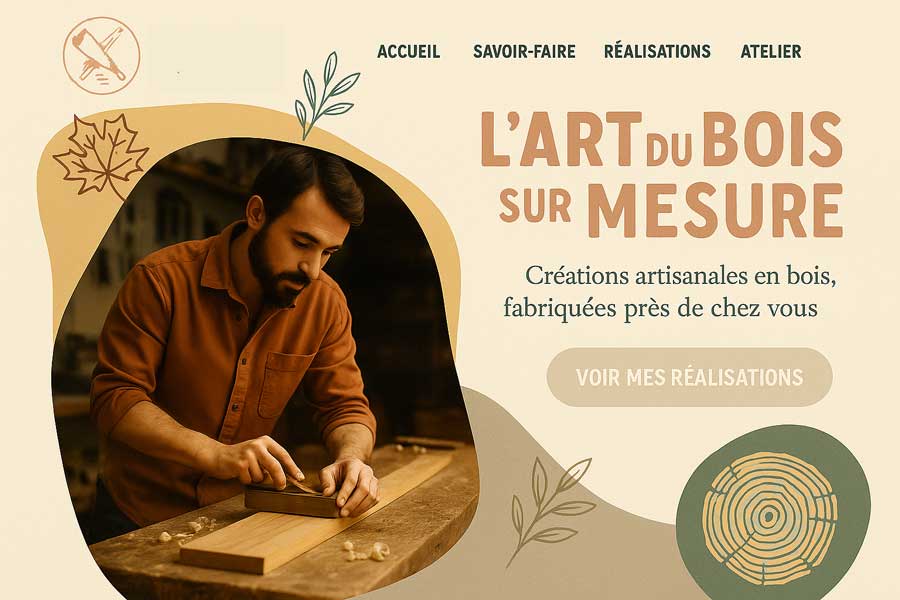 ACCUEIL SAVOIR-FAIRE RÉALISATIONS ATELIER
L'ART DU BOIS
SUR MESURE
Créations artisanales en bois,
fabriquées près de chez vous
VOIR MES RÉALISATIONS